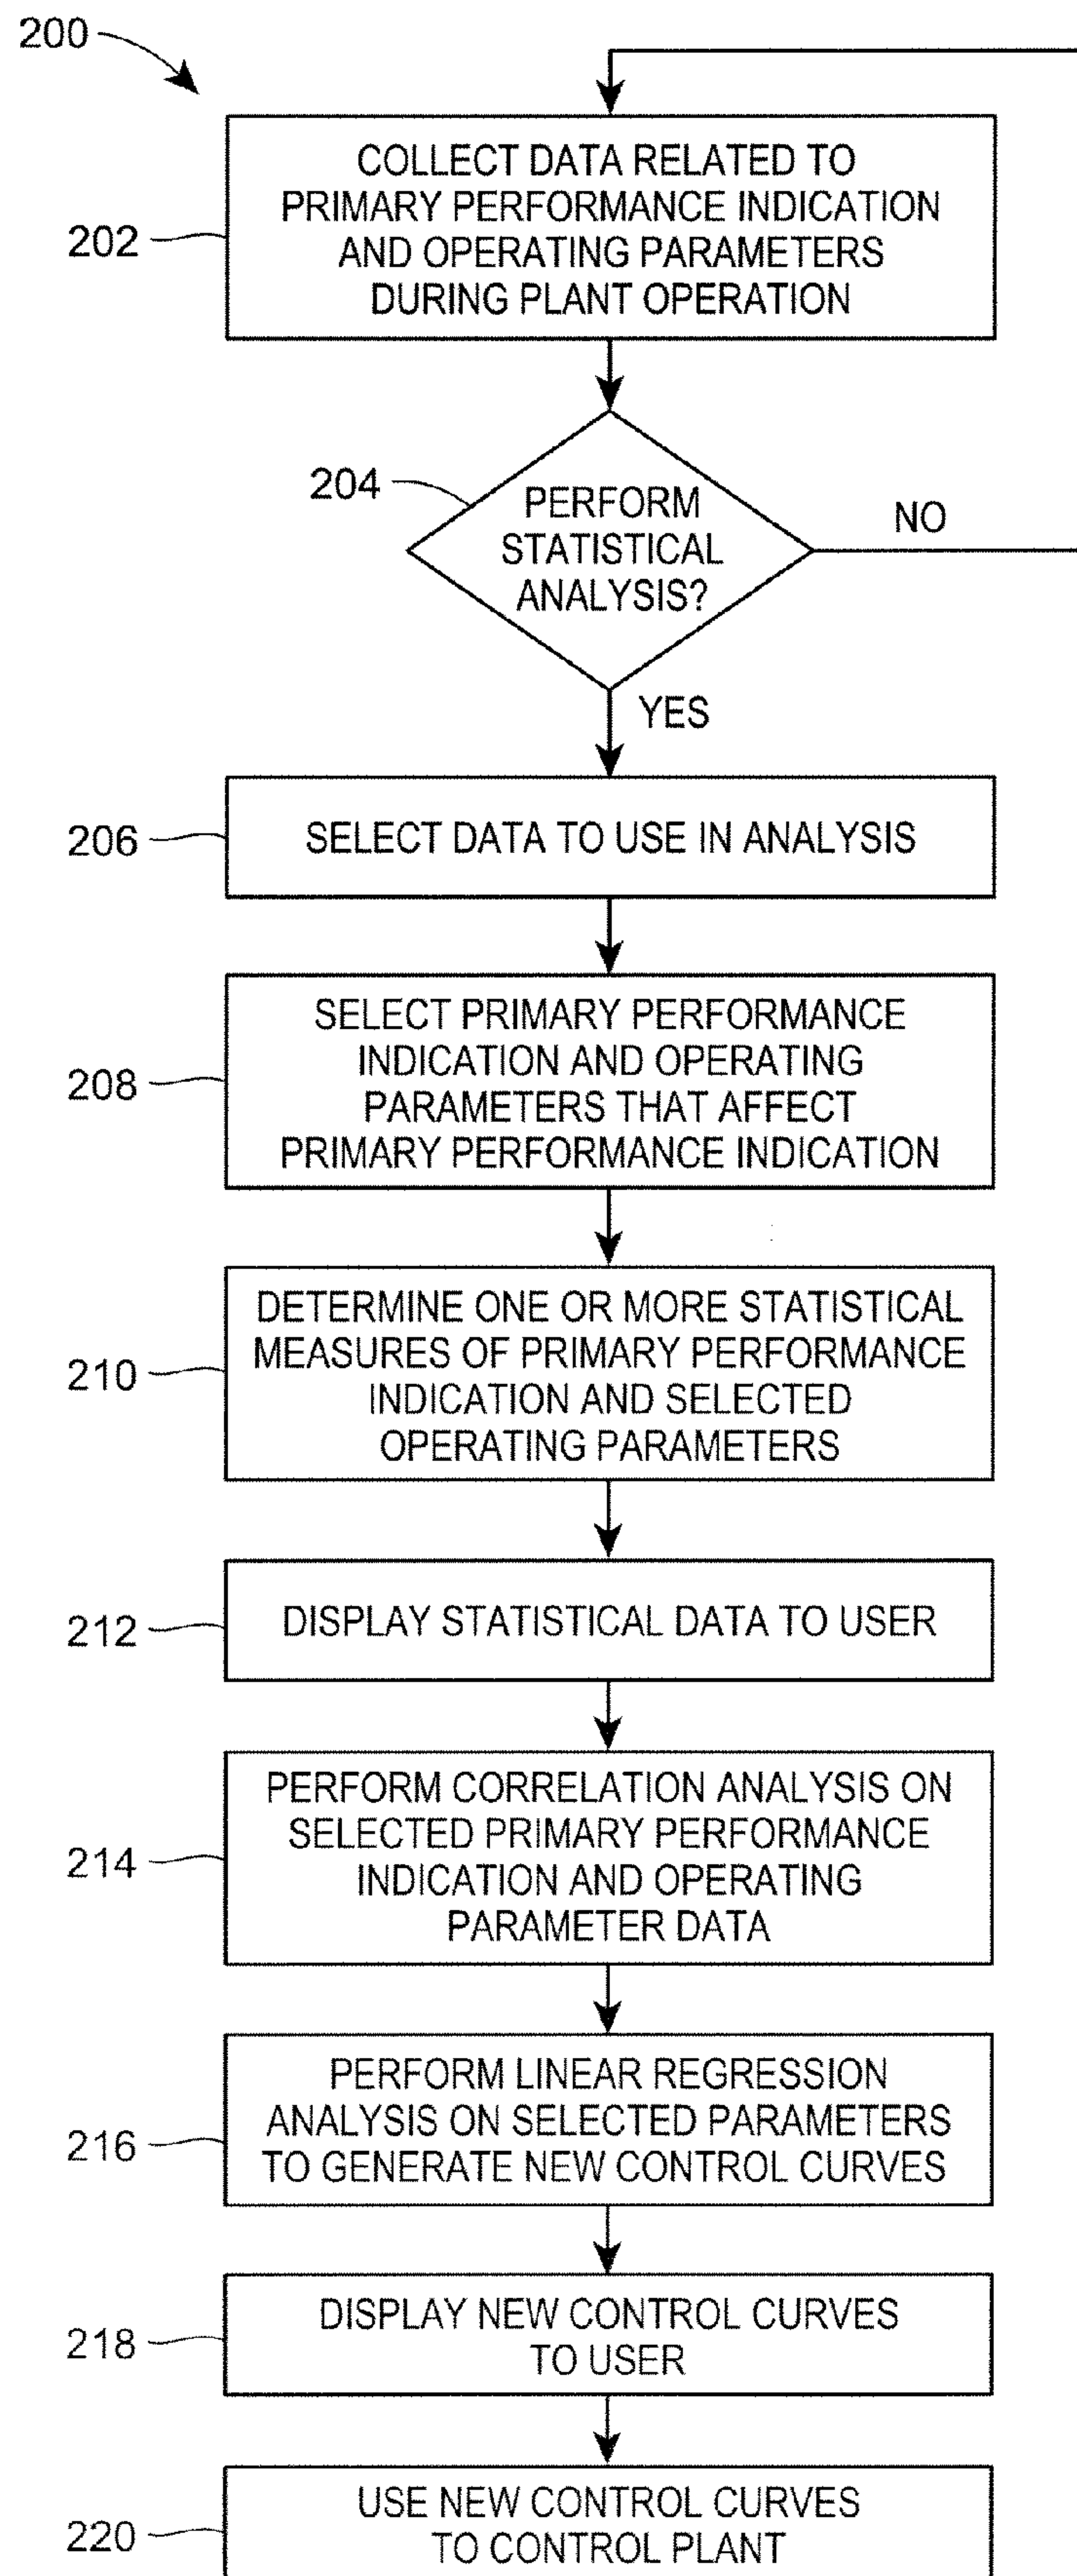 200
COLLECT DATA RELATED TO
PRIMARY PERFORMANCE INDICATION
AND OPERATING PARAMETERS
DURING PLANT OPERATION
202
204
PERFORM
STATISTICAL
ANALYSIS?
NO
YES
206
SELECT DATA TO USE IN ANALYSIS
208
SELECT PRIMARY PERFORMANCE
INDICATION AND OPERATING
PARAMETERS THAT AFFECT
PRIMARY PERFORMANCE INDICATION
210
DETERMINE ONE OR MORE STATISTICAL
MEASURES OF PRIMARY PERFORMANCE
INDICATION AND SELECTED
OPERATING PARAMETERS
212
DISPLAY STATISTICAL DATA TO USER
214
PERFORM CORRELATION ANALYSIS ON
SELECTED PRIMARY PERFORMANCE
INDICATION AND OPERATING
PARAMETER DATA
216
PERFORM LINEAR REGRESSION
ANALYSIS ON SELECTED PARAMETERS
TO GENERATE NEW CONTROL CURVES
218
DISPLAY NEW CONTROL CURVES
TO USER
220
USE NEW CONTROL CURVES
TO CONTROL PLANT